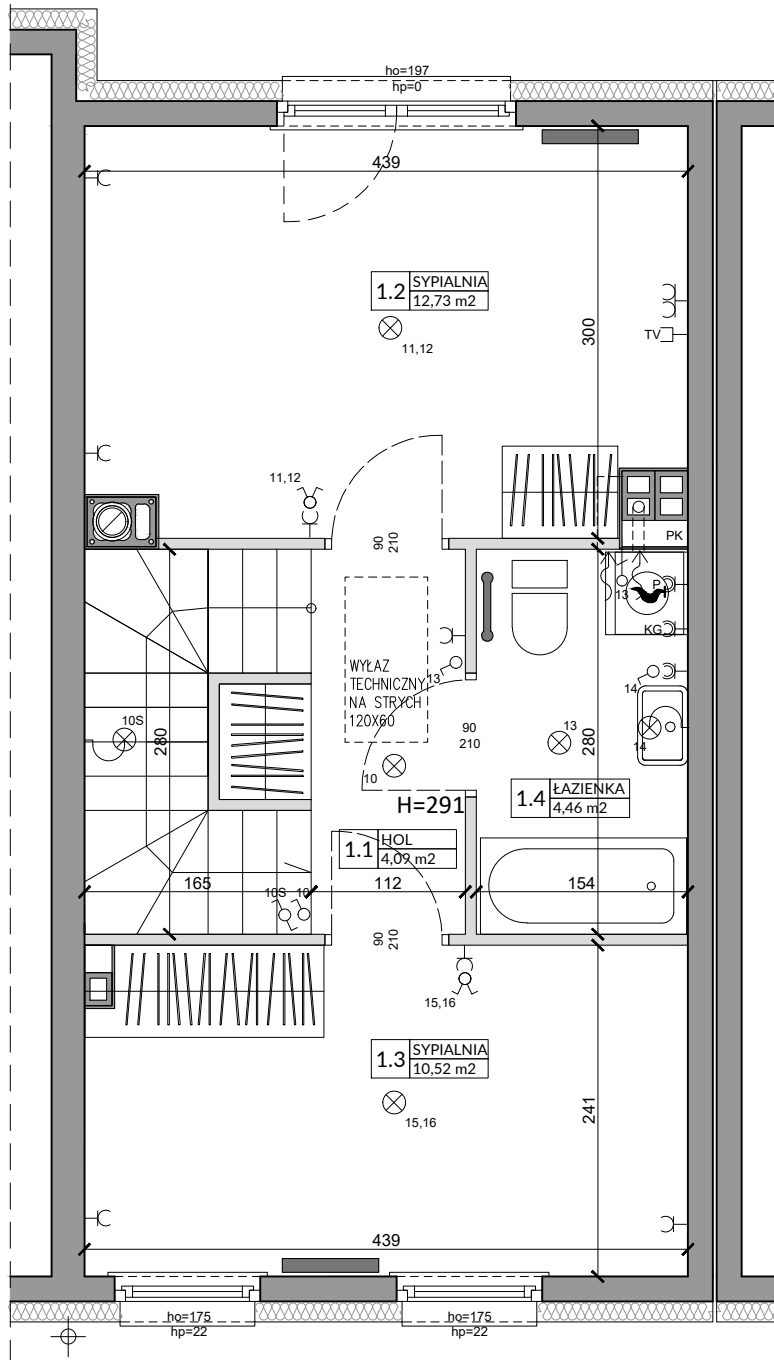 ho=197
hp=0
439
1.2 SYPIALNIA
12,73 m2
11,12
300
TV
11,12
90
210
PK
P
13
KG
WYŁAZ
TECHNICZNY
NA STRYCH
120X60
13
14
10S
280
90
210
13
280
14
10
H=291
1.4 ŁAZIENKA
4,46 m2
1.1 HOL
4,09 m2
165
112
154
10S
10
90
210
15,16
1.3 SYPIALNIA
10,52 m2
15,16
241
439
ho=175
hp=22
ho=175
hp=22